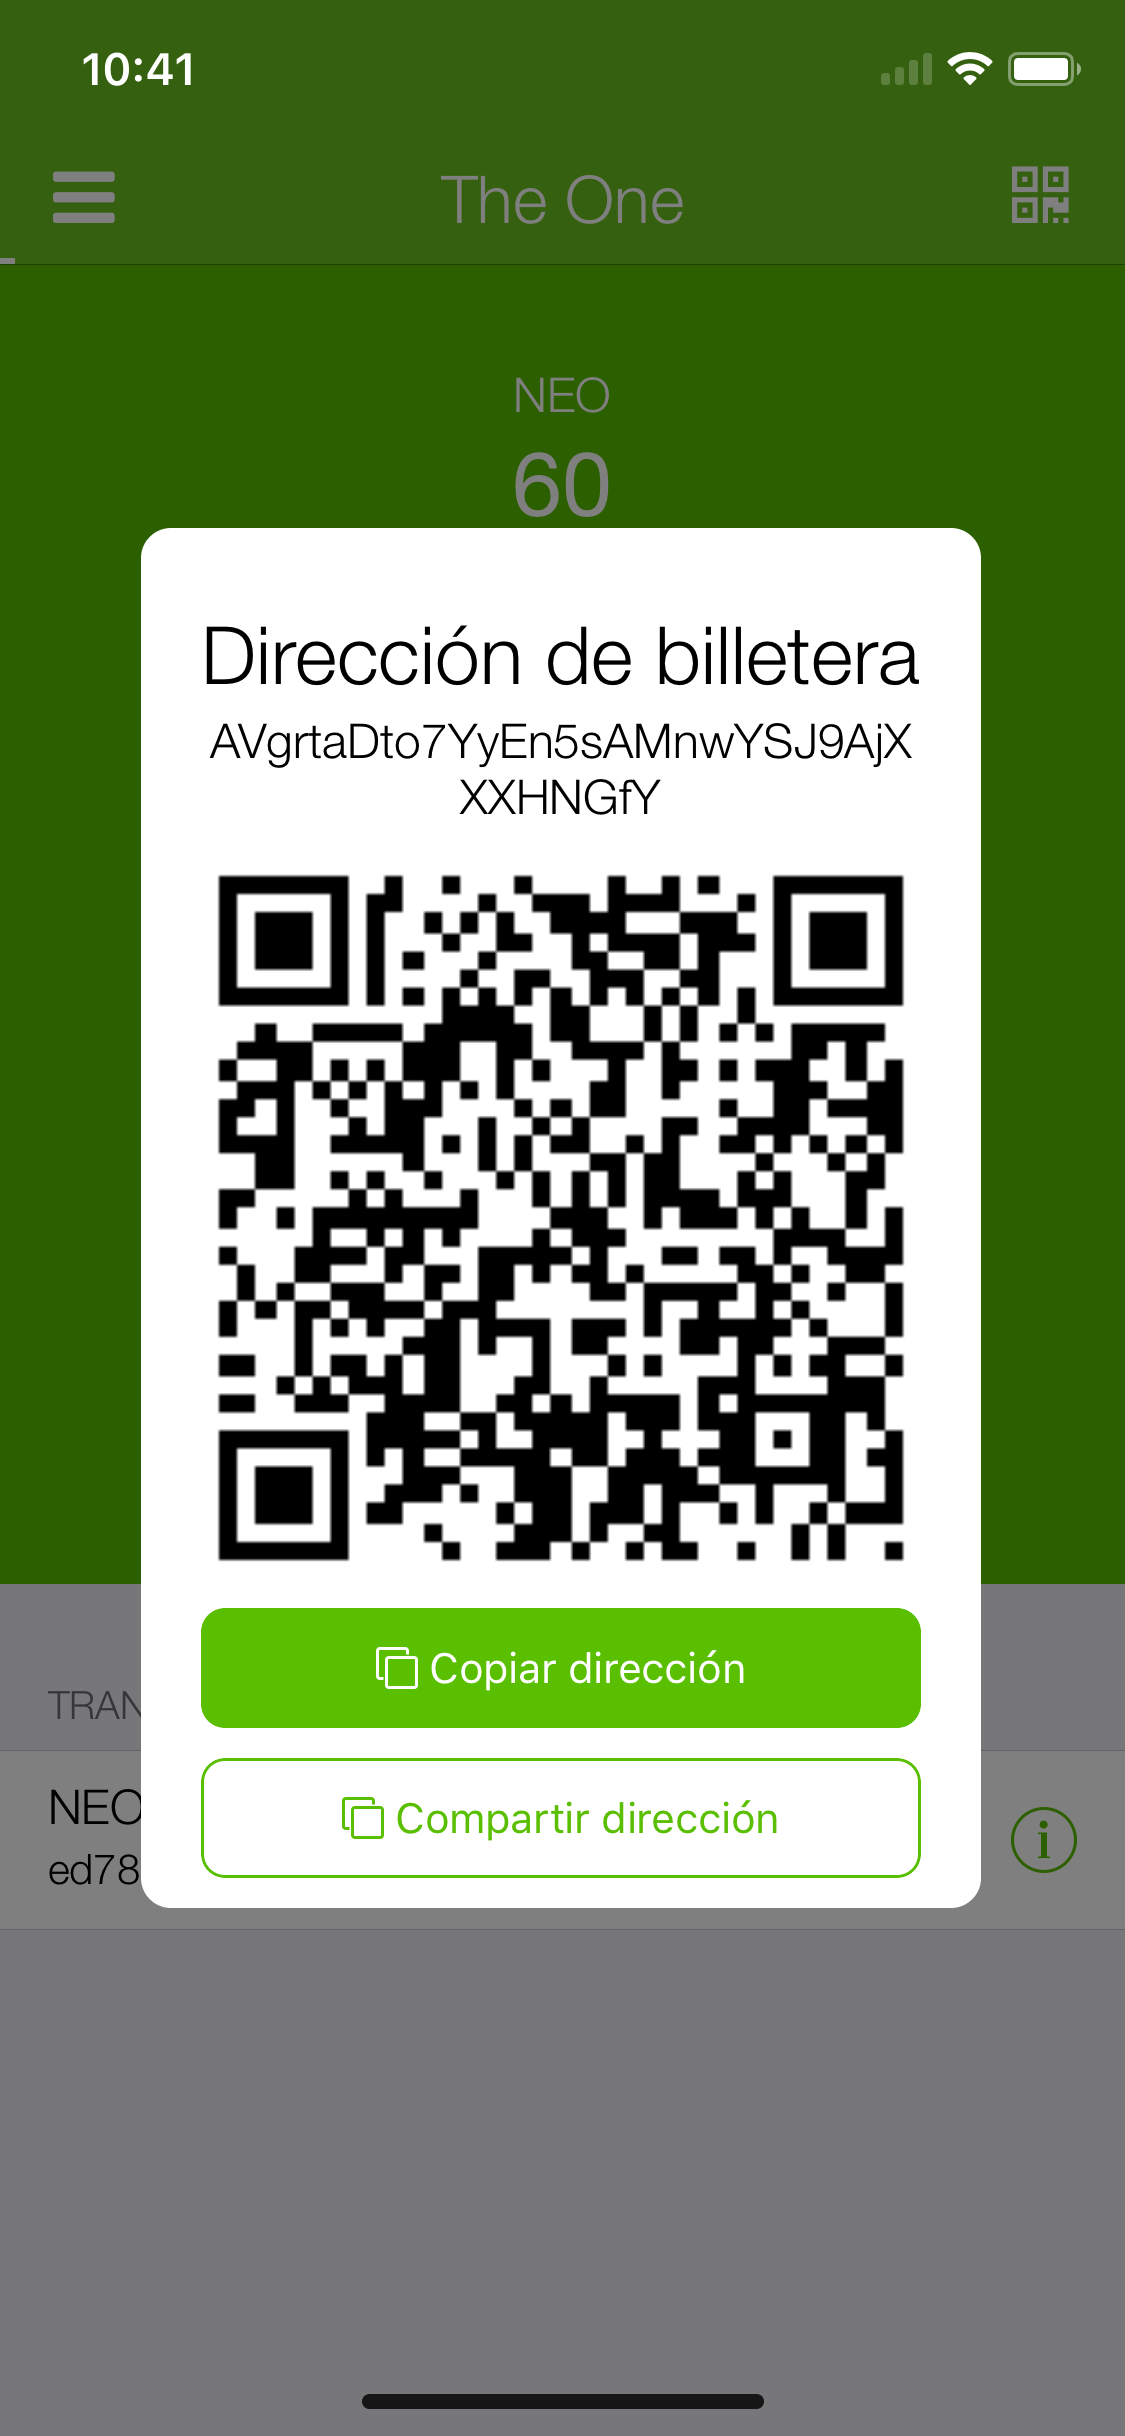 10:41
The One
NEO
60
Dirección de billetera
AVgrtaDto7YyEn5sAMnwYSJ9AjX
XXHNGfY
Copiar dirección
TRAN
Compartir dirección
NEO
ed78